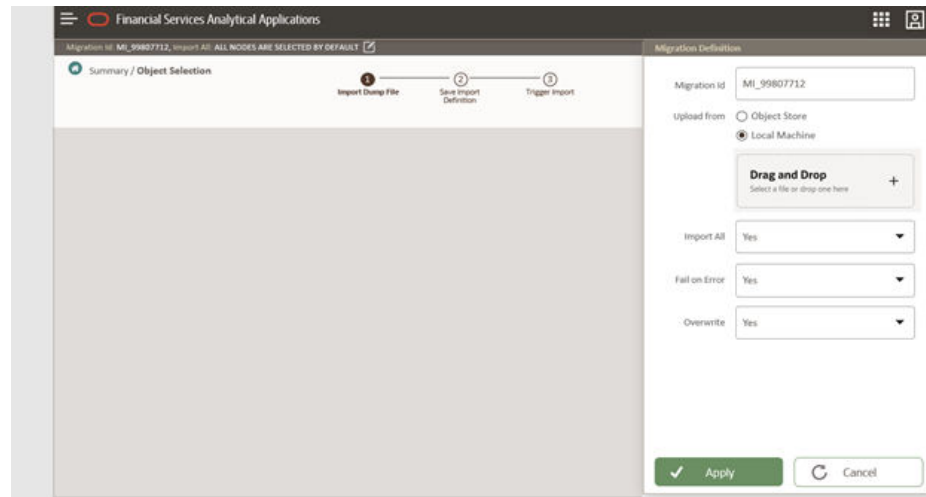 Financial Services Analytical Applications
Migration Id: MI_99807712, Import All: ALL NODES ARE SELECTED BY DEFAULT
Summary / Object Selection
1
Import Dump File
2
Save Import
Definition
3
Trigger Import
Migration Definition
Migration Id MI_99807712
Upload from Object Store
Local Machine
Drag and Drop
Select a file or drop one here
+
Import All Yes
Fail on Error Yes
Overwrite Yes
Apply
Cancel